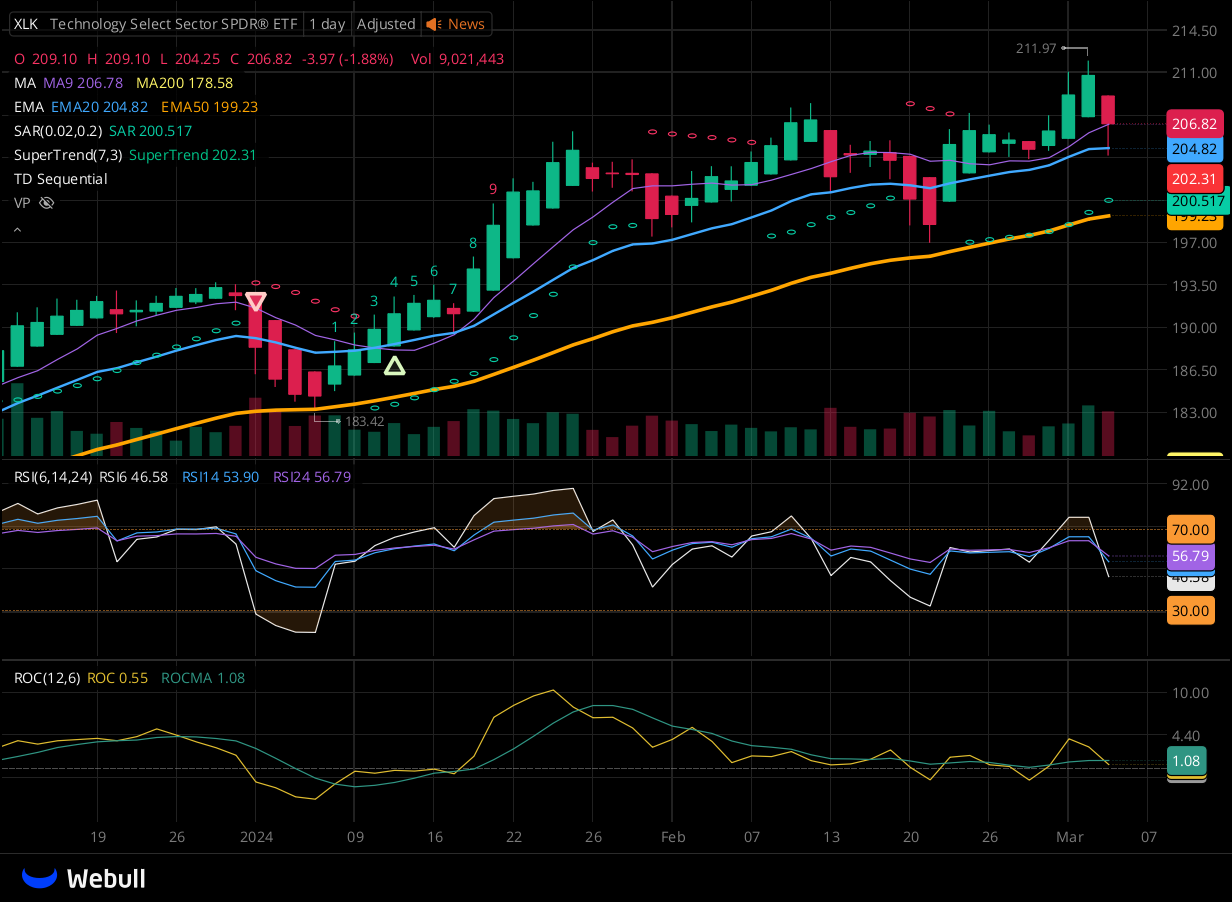 XLK Technology Select Sector SPDR® ETF 1 day Adjusted News
O 209.10 H 209.10 L 204.25 C 206.82 -3.97 (-1.88%) Vol 9,021,443
MA MA9 206.78 MA200 178.58
EMA EMA20 204.82 EMA50 199.23
SAR(0.02,0.2) SAR 200.517
SuperTrend(7,3) SuperTrend 202.31
TD Sequential
VP
214.50
211.97
211.00
206.82
204.82
202.31
200.517
199.23
197.00
193.50
190.00
186.50
183.00
9
8
7
6
5
4
3
2
1
183.42
RSI(6,14,24) RSI6 46.58 RSI14 53.90 RSI24 56.79
92.00
70.00
56.79
46.58
30.00
ROC(12,6) ROC 0.55 ROCMA 1.08
10.00
4.40
1.08
19 26 2024 09 16 22 26 Feb 07 13 20 26 Mar 07
Webull